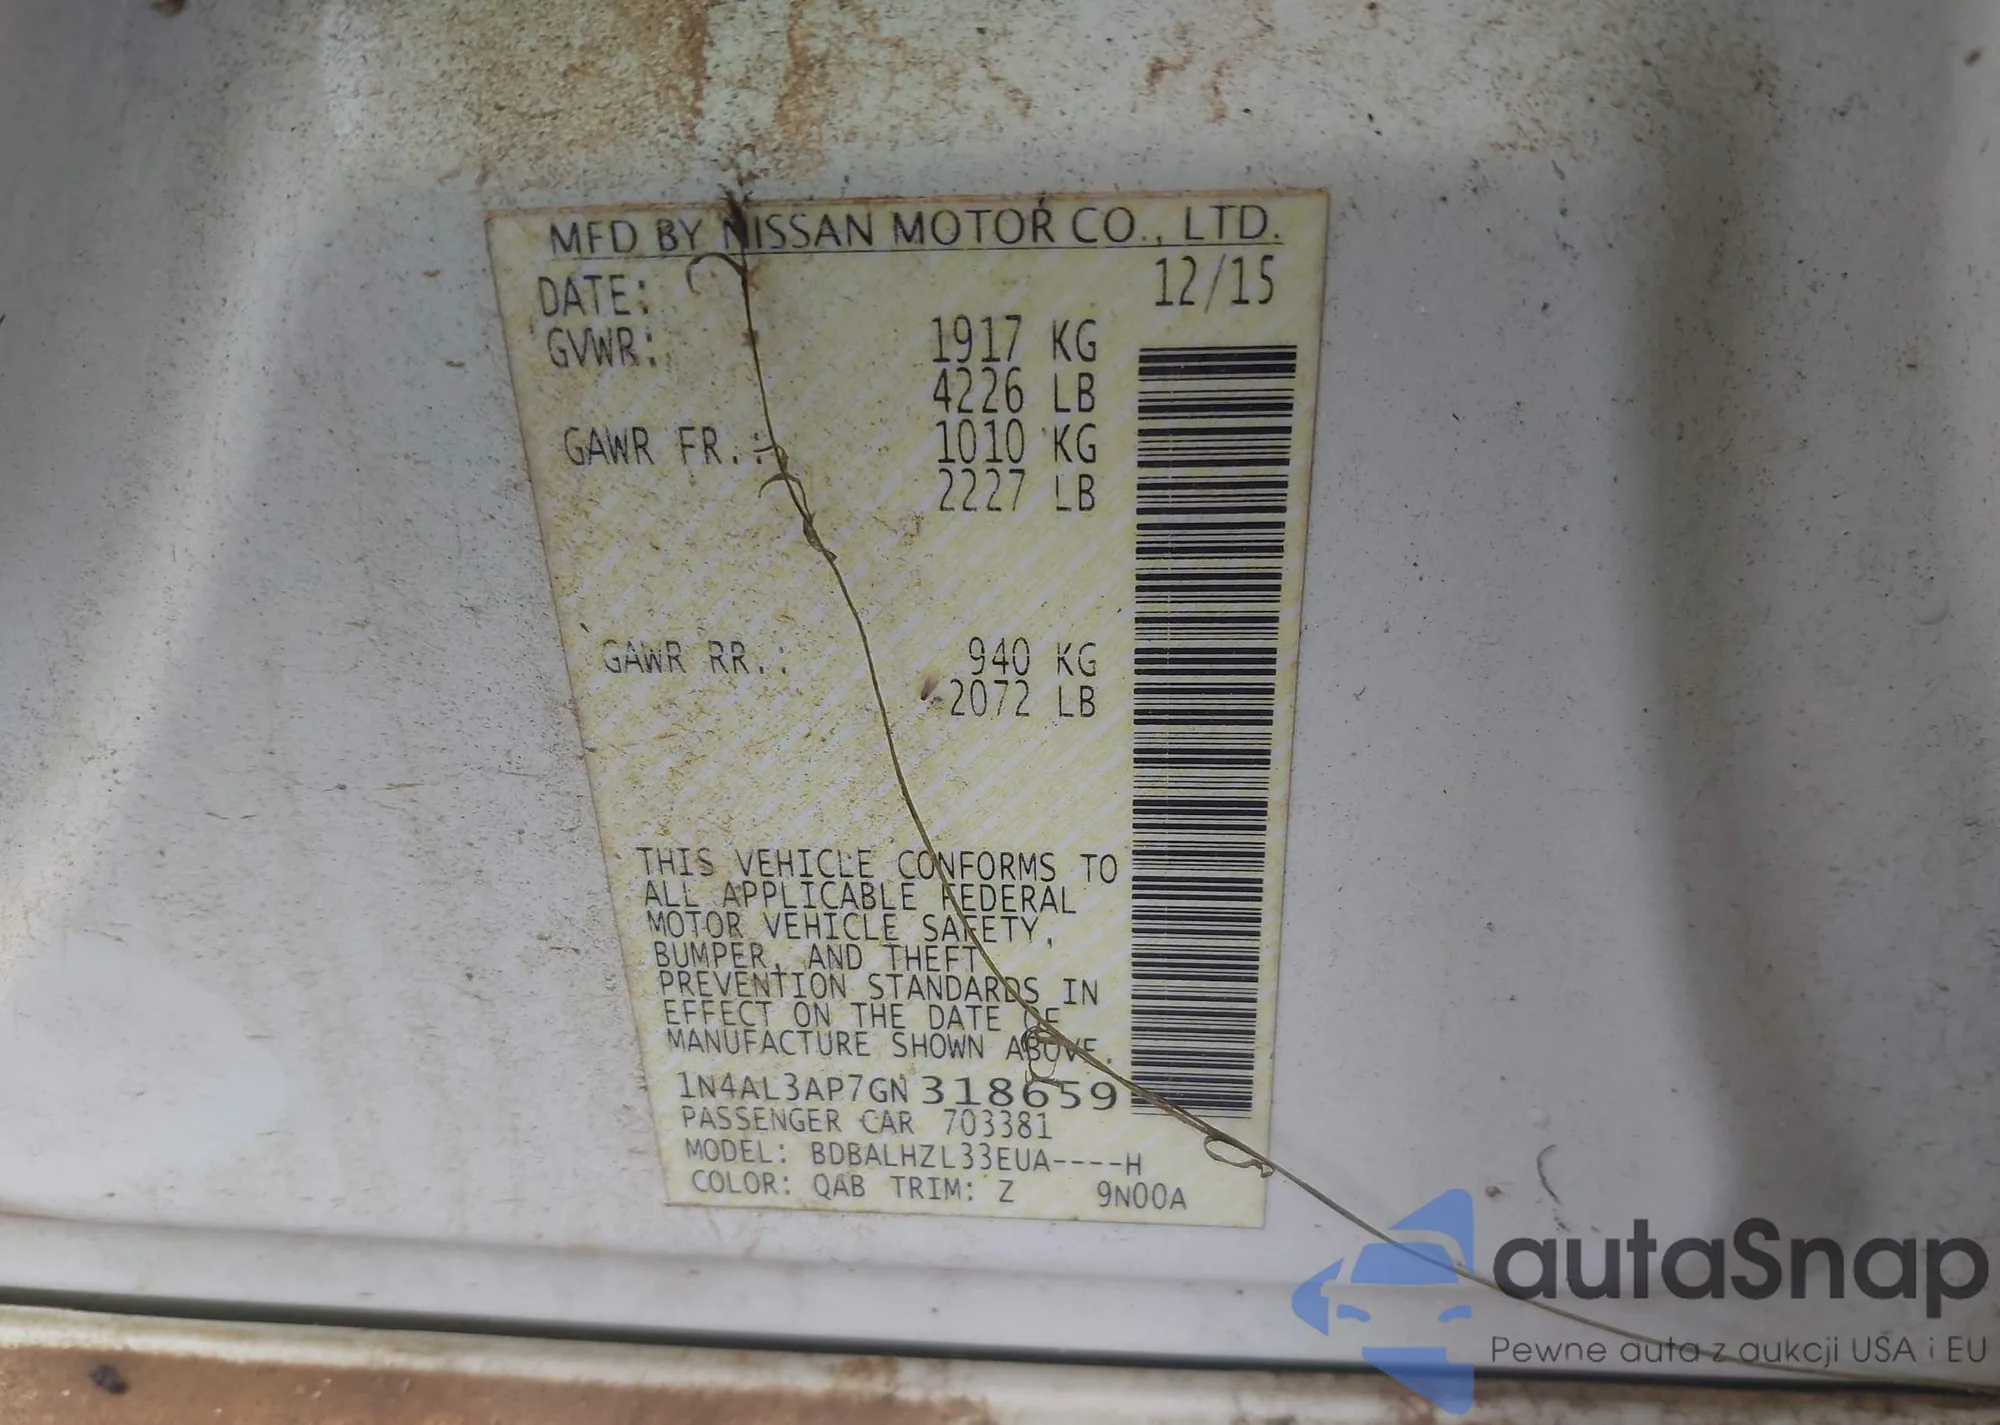 MFD BY NISSAN MOTOR CO., LTD.
DATE: 12/15
GVWR: 1917 KG
4226 LB
GAWR FR.: 1010 KG
2227 LB
GAWR RR.: 940 KG
2072 LB
THIS VEHICLE CONFORMS TO
ALL APPLICABLE FEDERAL
MOTOR VEHICLE SAFETY,
BUMPER, AND THEFT
PREVENTION STANDARDS IN
EFFECT ON THE DATE OF
MANUFACTURE SHOWN ABOVE.
1N4AL3AP7GN318659
PASSENGER CAR 703381
MODEL: BDBALHZL33EUA----H
COLOR: QAB TRIM: Z 9N00A
autaSnap
Pewne auta z aukcji USA i EU